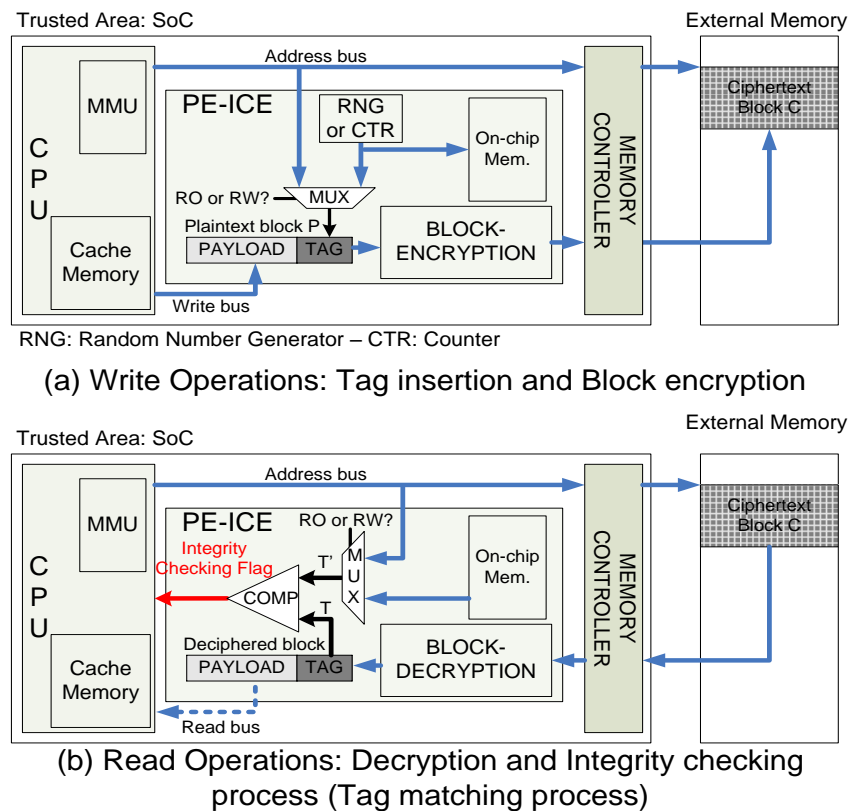 Trusted Area: SoC
External Memory
Address bus
MMU
PE-ICE
RNG
or CTR
On-chip
Mem.
Ciphertext
Block C
CPU
RO or RW?
MUX
MEMORY
CONTROLLER
Plaintext block P
PAYLOAD
TAG
BLOCK-
ENCRYPTION
Cache
Memory
Write bus
RNG: Random Number Generator – CTR: Counter
(a) Write Operations: Tag insertion and Block encryption
External Memory
Trusted Area: SoC
Address bus
MMU
PE-ICE
RO or RW?
Integrity
Checking Flag
T'
MUX
On-chip
Mem.
Ciphertext
Block C
CPU
COMP
T
MEMORY
CONTROLLER
Deciphered block
PAYLOAD
TAG
BLOCK-
DECRYPTION
Cache
Memory
Read bus
(b) Read Operations: Decryption and Integrity checking
process (Tag matching process)